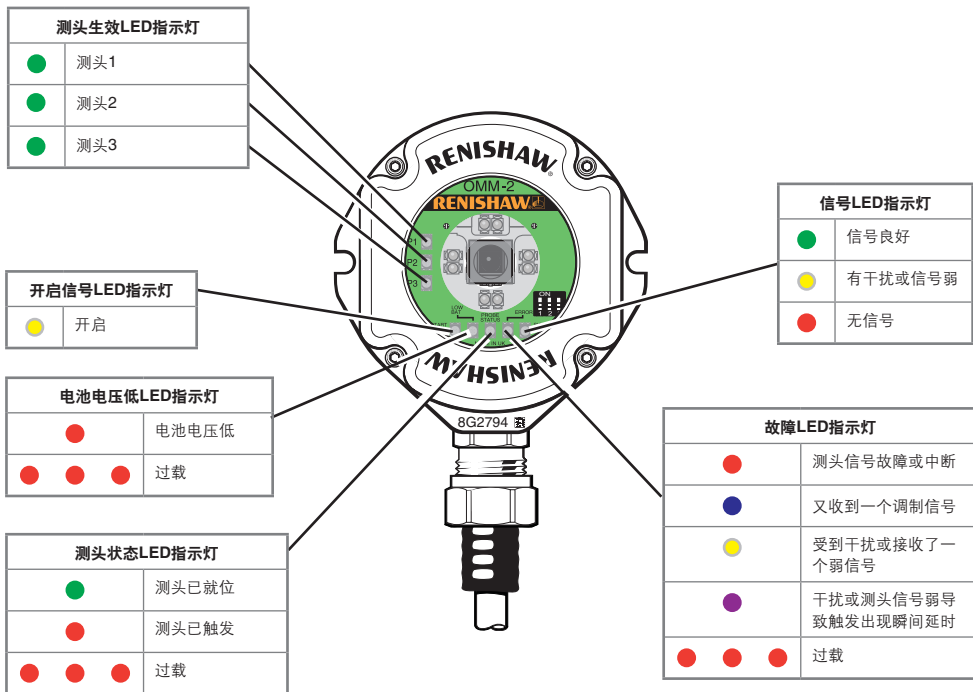 测头生效LED指示灯
测头1
测头2
测头3
开启信号LED指示灯
开启
电池电压低LED指示灯
电池电压低
过载
测头状态LED指示灯
测头已就位
测头已触发
过载
RENISHAW
OMM-2
RENISHAW
P1
P2
P3
ON
1 2
LOW BAT
PROBE STATUS
ERROR
START
IN UK
RENISHAW
8G2794
信号LED指示灯
信号良好
有干扰或信号弱
无信号
故障LED指示灯
测头信号故障或中断
又收到一个调制信号
受到干扰或接收了一
个弱信号
干扰或测头信号弱导
致触发出现瞬间延时
过载